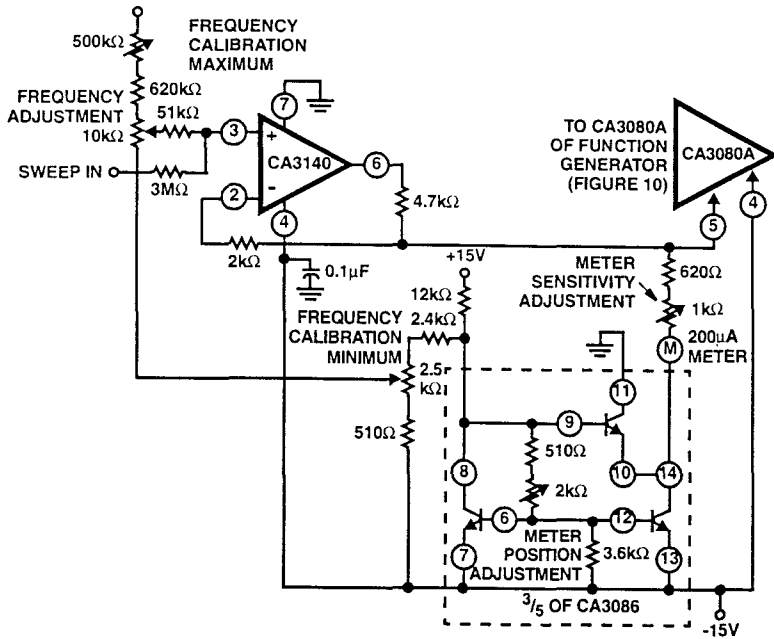 500kΩ
FREQUENCY
CALIBRATION
MAXIMUM
620kΩ
FREQUENCY
ADJUSTMENT
51kΩ
10kΩ
7
3
+
CA3140
6
SWEEP IN
3MΩ
2
-
4
4.7kΩ
2kΩ
0.1μF
TO CA3080A
OF FUNCTION
GENERATOR
(FIGURE 10)
CA3080A
4
5
+15V
12kΩ
METER
SENSITIVITY
ADJUSTMENT
620Ω
1kΩ
FREQUENCY
CALIBRATION
MINIMUM
2.4kΩ
2.5
kΩ
510Ω
M
200μA
METER
11
9
510Ω
10
14
8
2kΩ
6
12
7
METER
POSITION
ADJUSTMENT
3.6kΩ
13
3/5 OF CA3086
-15V